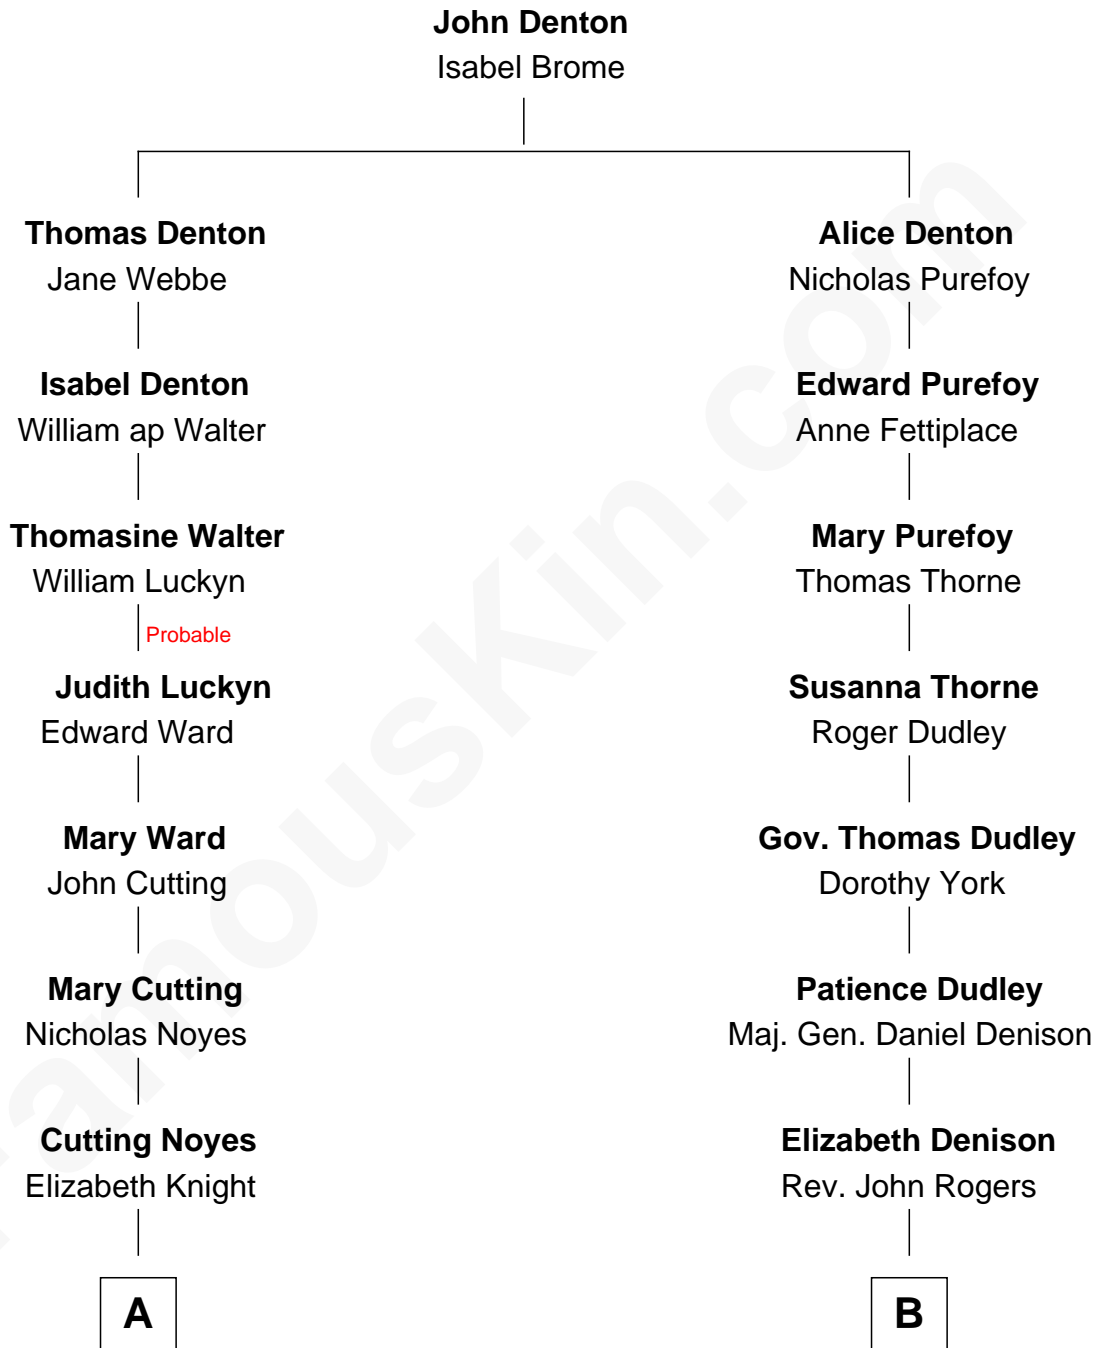 John Denton
Isabel Brome
Thomas Denton
Jane Webbe
Alice Denton
Nicholas Purefoy
Isabel Denton
William ap Walter
Edward Purefoy
Anne Fettiplace
Thomasine Walter
William Luckyn
Mary Purefoy
Thomas Thorne
Probable
Judith Luckyn
Edward Ward
Susanna Thorne
Roger Dudley
Mary Ward
John Cutting
Gov. Thomas Dudley
Dorothy York
Mary Cutting
Nicholas Noyes
Patience Dudley
Maj. Gen. Daniel Denison
Cutting Noyes
Elizabeth Knight
Elizabeth Denison
Rev. John Rogers
A
B
FamousKin.com